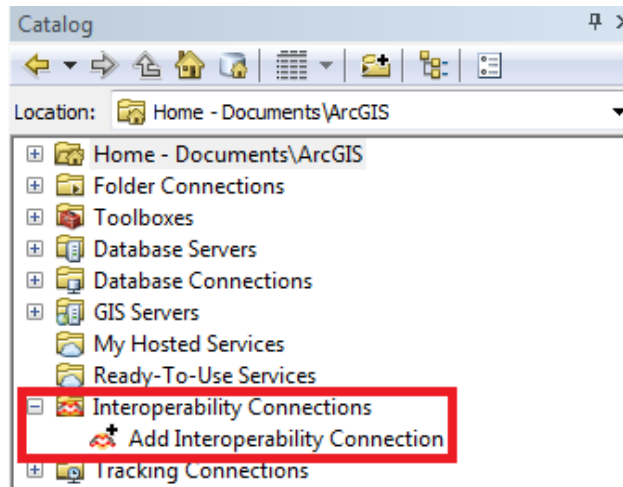 Catalog
Location: Home - Documents\ArcGIS
Home - Documents\ArcGIS
Folder Connections
Toolboxes
Database Servers
Database Connections
GIS Servers
My Hosted Services
Ready-To-Use Services
Interoperability Connections
Add Interoperability Connection
Tracking Connections